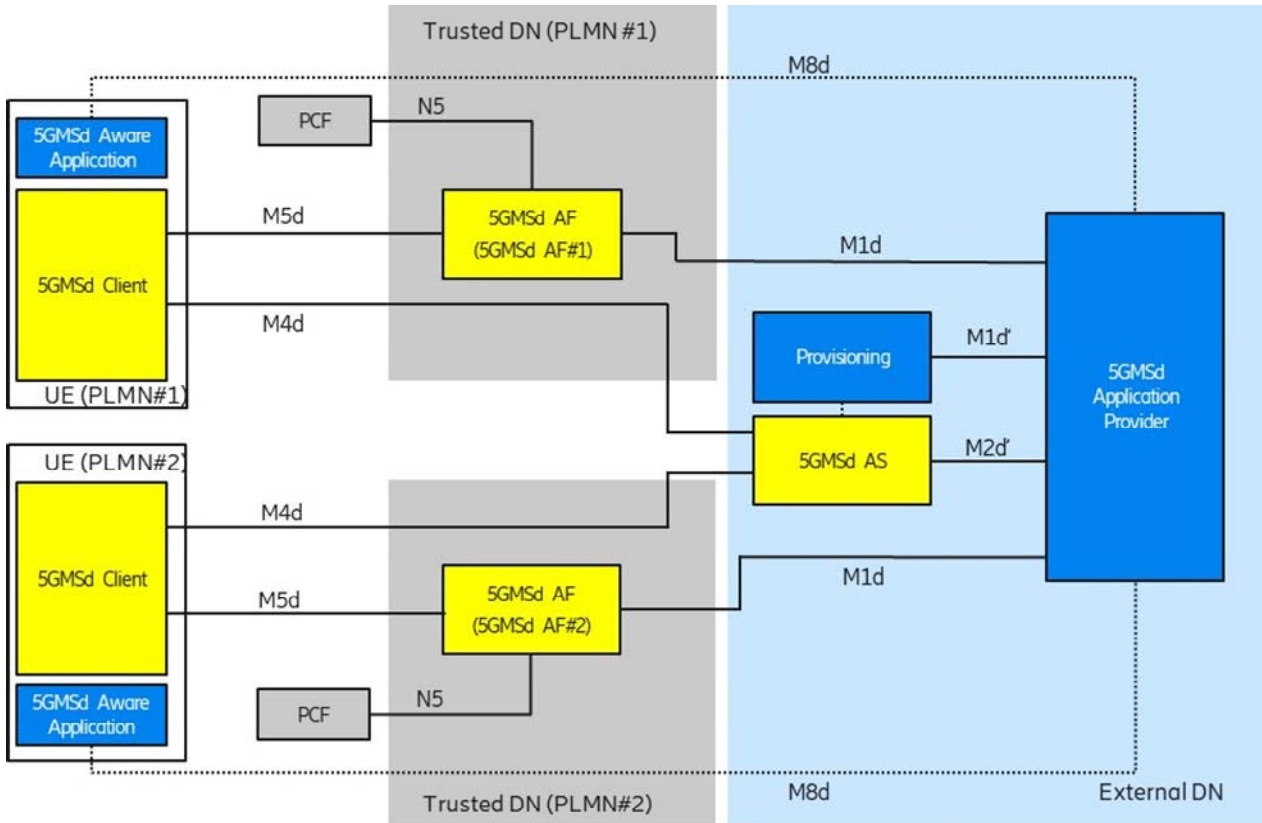 Trusted DN (PLMN #1)
M8d
N5
PCF
5GMSd Aware
Application
M5d
5GMSd AF
(5GMSd AF#1)
M1d
5GMSd Client
M4d
Provisioning
M1d'
5GMSd
Application
Provider
UE (PLMN#1)
UE (PLMN#2)
5GMSd AS
M2d'
M4d
5GMSd Client
M5d
5GMSd AF
(5GMSd AF#2)
M1d
N5
PCF
5GMSd Aware
Application
Trusted DN (PLMN#2)
M8d
External DN